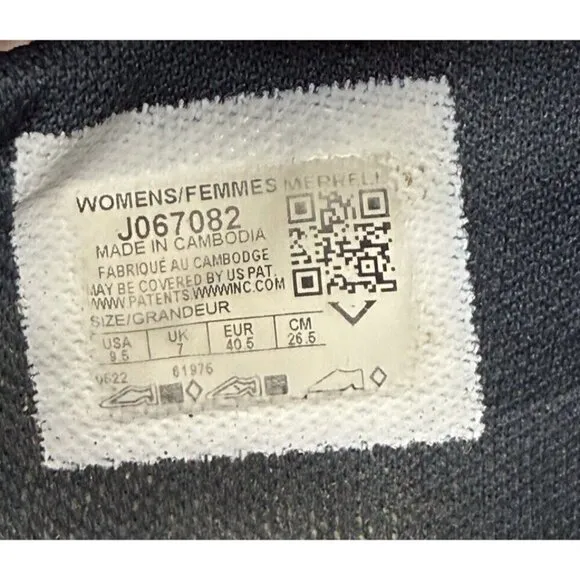 WOMENS/FEMMES MERRELL
J067082
MADE IN CAMBODIA
FABRIQUÉ AU CAMBODGE
MAY BE COVERED BY US PAT.
WWW.PATENTS.WWWINC.COM
SIZE/GRANDEUR
USA UK EUR CM
9.5 7 40.5 26.5
0622 61976